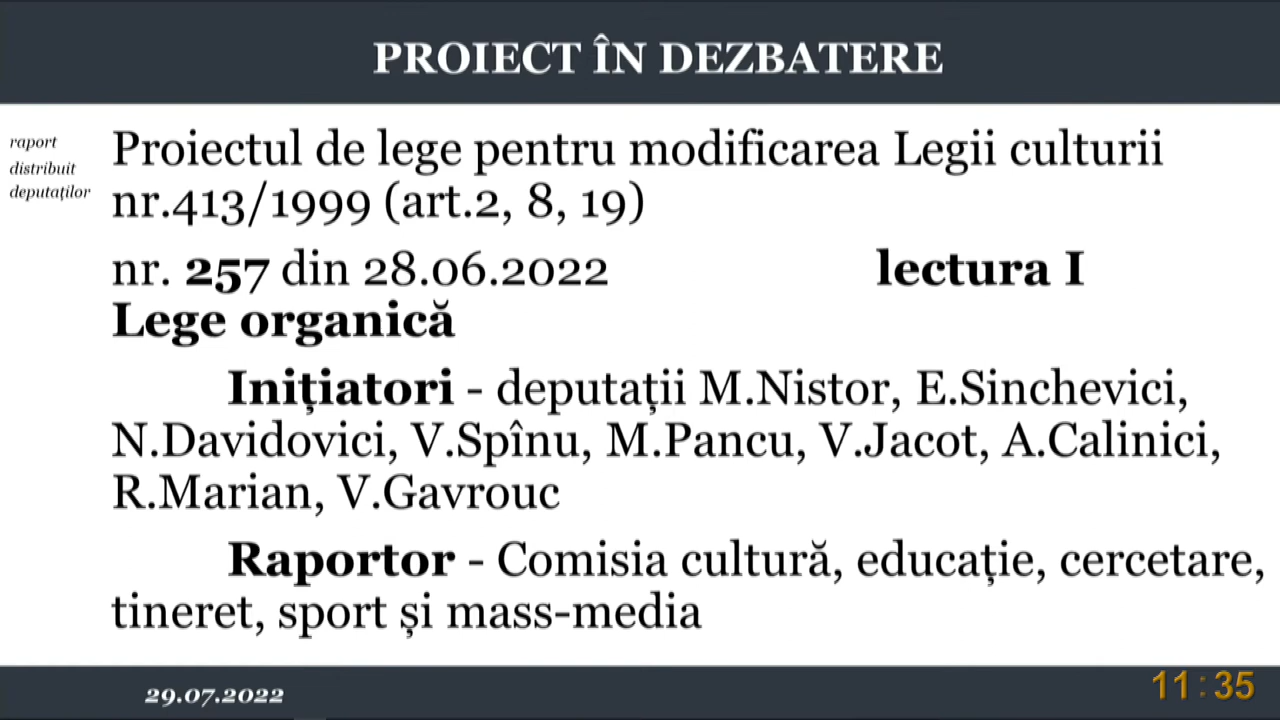 PROIECT ÎN DEZBATERE
raport
distribuit
deputaților
Proiectul de lege pentru modificarea Legii culturii
nr.413/1999 (art.2, 8, 19)
nr. 257 din 28.06.2022 lectura I
Lege organică
Inițiatori - deputații M.Nistor, E.Sinchevici,
N.Davidovici, V.Spînu, M.Pancu, V.Jacot, A.Calinici,
R.Marian, V.Gavrouc
Raportor - Comisia cultură, educație, cercetare,
tineret, sport și mass-media
29.07.2022
11:35